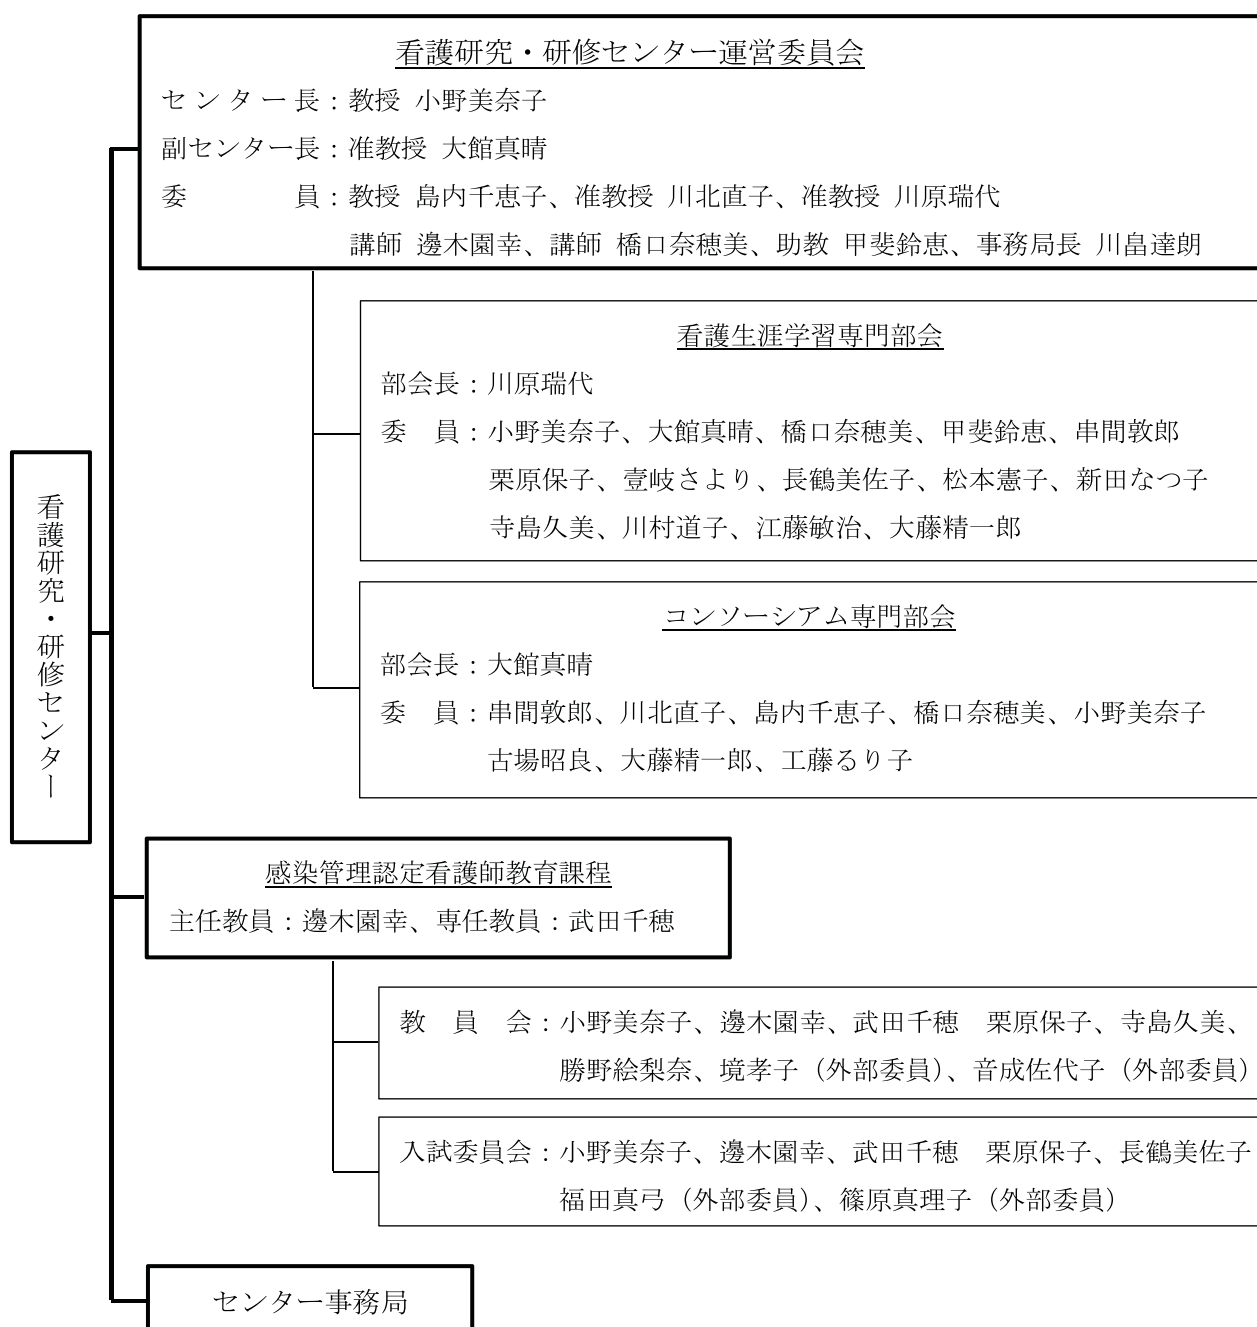 看護研究・研修センター運営委員会
センター長：教授 小野美奈子
副センター長：准教授 大館真晴
委員：教授 島内千恵子、准教授 川北直子、准教授 川原瑞代
講師 邊木園幸、講師 橋口奈穂美、助教 甲斐鈴恵、事務局長 川畠達朗
看護生涯学習専門部会
部会長：川原瑞代
委員：小野美奈子、大館真晴、橋口奈穂美、甲斐鈴恵、串間敦郎
栗原保子、壹岐さより、長鶴美佐子、松本憲子、新田なつ子
寺島久美、川村道子、江藤敏治、大藤精一郎
コンソーシアム専門部会
部会長：大館真晴
委員：串間敦郎、川北直子、島内千恵子、橋口奈穂美、小野美奈子
古場昭良、大藤精一郎、工藤るり子
看護研究・研修センター
感染管理認定看護師教育課程
主任教員：邊木園幸、専任教員：武田千穂
教員会：小野美奈子、邊木園幸、武田千穂　栗原保子、寺島久美、
勝野絵梨奈、境孝子（外部委員）、音成佐代子（外部委員）
入試委員会：小野美奈子、邊木園幸、武田千穂　栗原保子、長鶴美佐子
福田真弓（外部委員）、篠原真理子（外部委員）
センター事務局